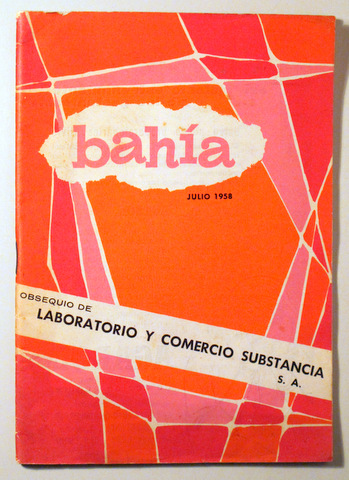 bahía
JULIO 1958
OBSEQUIO DE
LABORATORIO Y COMERCIO SUBSTANCIA
S. A.